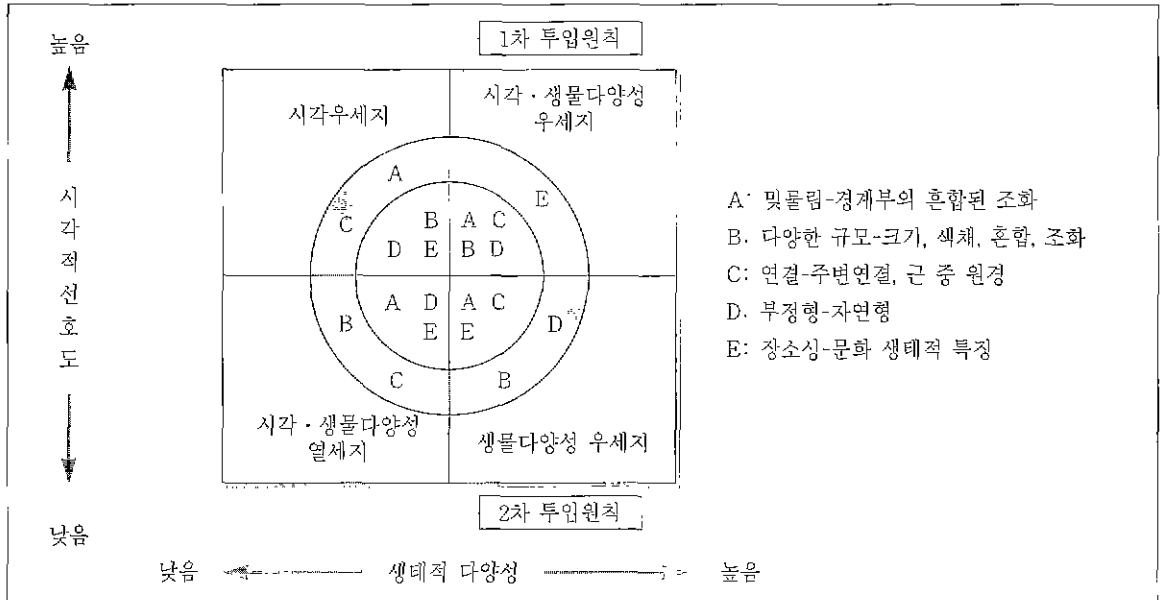 높음
1차 투입원칙
시각우세지
시각 · 생물다양성
우세지
A
E
C
B A C
D E B D
시
각
적
선
호
도
A D A C
E E
B
D
C
B
시각 · 생물다양성
열세지
생물다양성 우세지
2차 투입원칙
낮음
낮음
생태적 다양성
높음
A: 맞물림-경계부의 혼합된 조화
B. 다양한 규모-크기, 색채, 혼합, 조화
C: 연결-주변연결, 근 중 원경
D. 부정형-자연형
E: 장소성-문화 생태적 특징